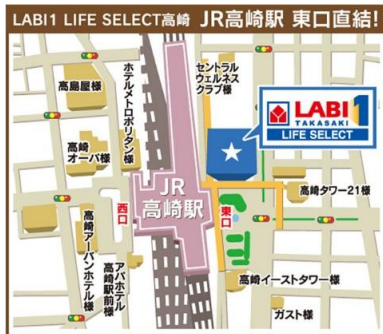 LABI1 LIFE SELECT高崎 JR高崎駅 東口直結!
高島屋様
ホテルメトロポリタン様
セントラル
ウェルネス
クラブ様
LABI1
TAKASAKI
LIFE SELECT
高崎
オーパ様
JR
高崎駅
西口
東口
高崎タワー21様
高崎アーバンホテル様
アパホテル
高崎駅前様
高崎イーストタワー様
ガスト様